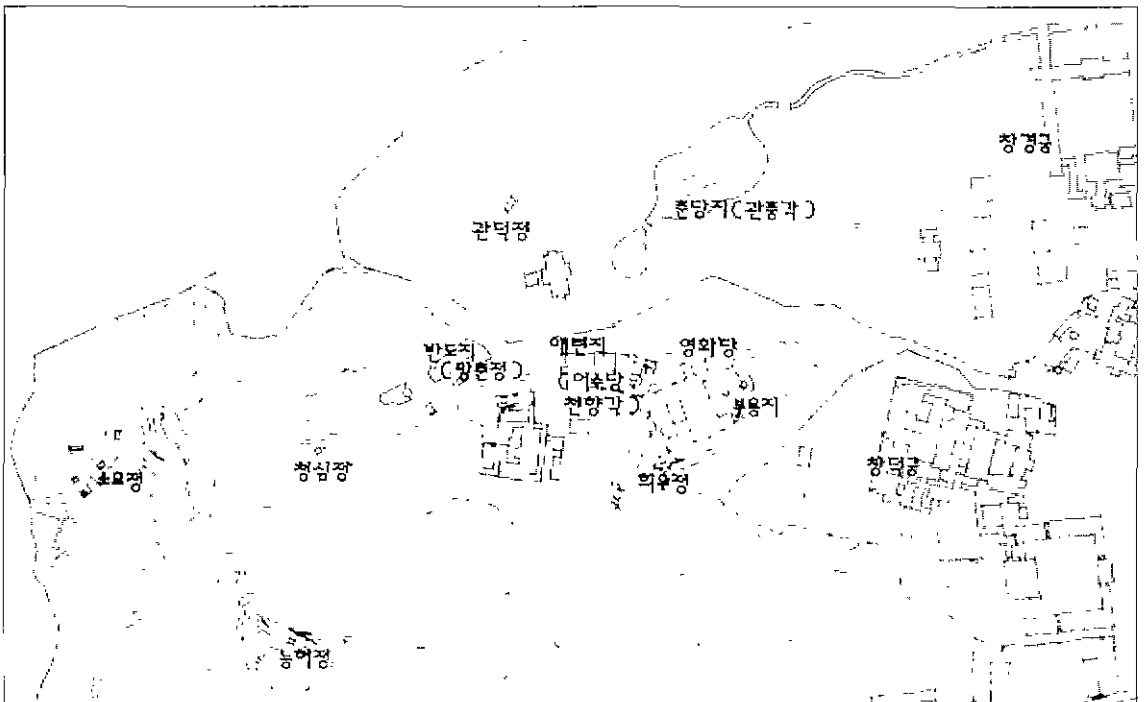 창경궁
춘당지(관풍각)
관덕정
반도지
(망춘정)
애련지
(어수당)
천향각)
영화당
부용지
소요정
청심정
희우정
창덕궁
능허정